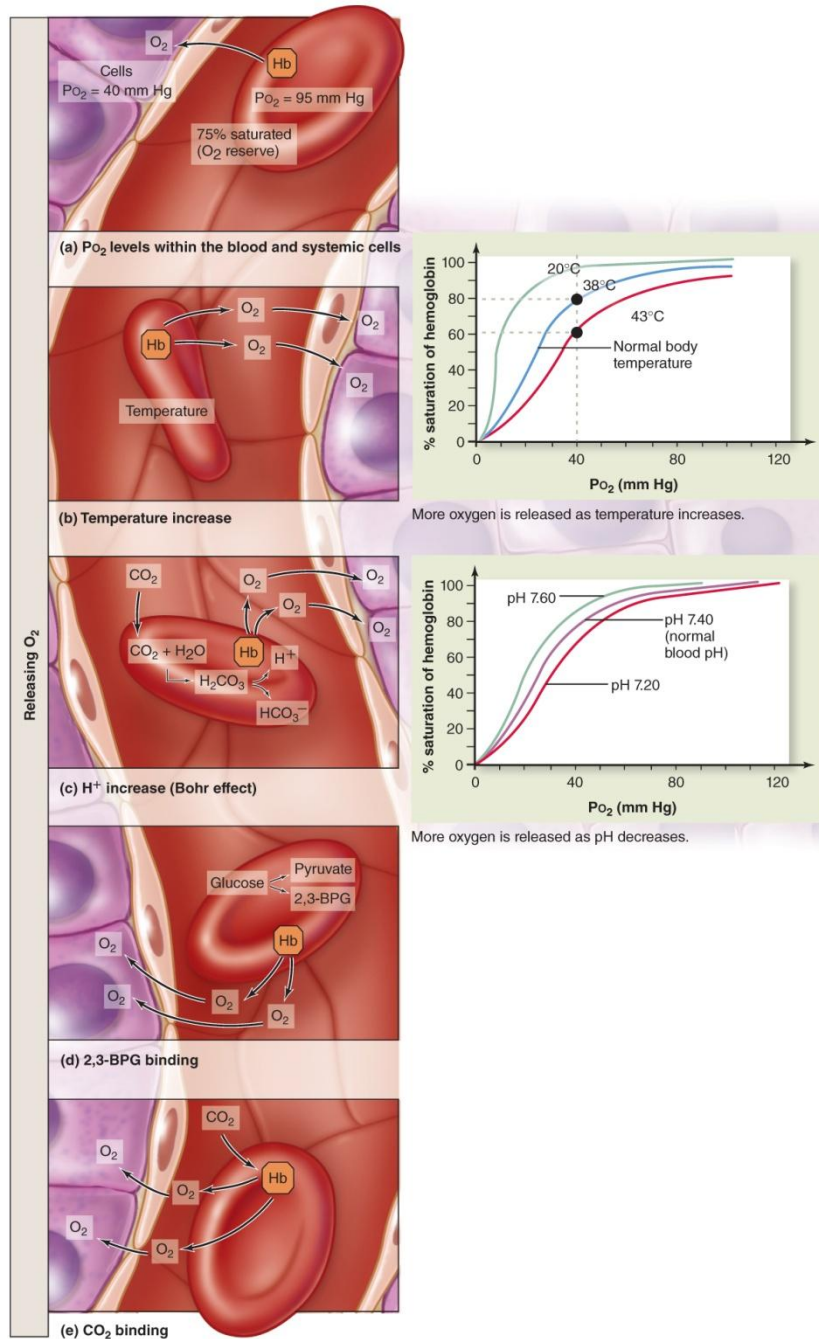 Releasing O₂
O₂
Hb
Cells
PO₂ = 40 mm Hg
PO₂ = 95 mm Hg
75% saturated
(O₂ reserve)
(a) PO₂ levels within the blood and systemic cells
O₂
O₂
Hb
O₂
O₂
Temperature
(b) Temperature increase
% saturation of hemoglobin
100
80
60
40
20
0
20°C
38°C
43°C
Normal body
temperature
0
40
80
120
PO₂ (mm Hg)
More oxygen is released as temperature increases.
CO₂
O₂
O₂
O₂
O₂
CO₂ + H₂O
Hb
H⁺
H₂CO₃
HCO₃⁻
(c) H⁺ increase (Bohr effect)
% saturation of hemoglobin
100
80
60
40
20
0
pH 7.60
pH 7.40
(normal
blood pH)
pH 7.20
0
40
80
120
PO₂ (mm Hg)
More oxygen is released as pH decreases.
Pyruvate
Glucose
2,3-BPG
Hb
O₂
O₂
O₂
O₂
(d) 2,3-BPG binding
CO₂
O₂
Hb
O₂
O₂
O₂
(e) CO₂ binding